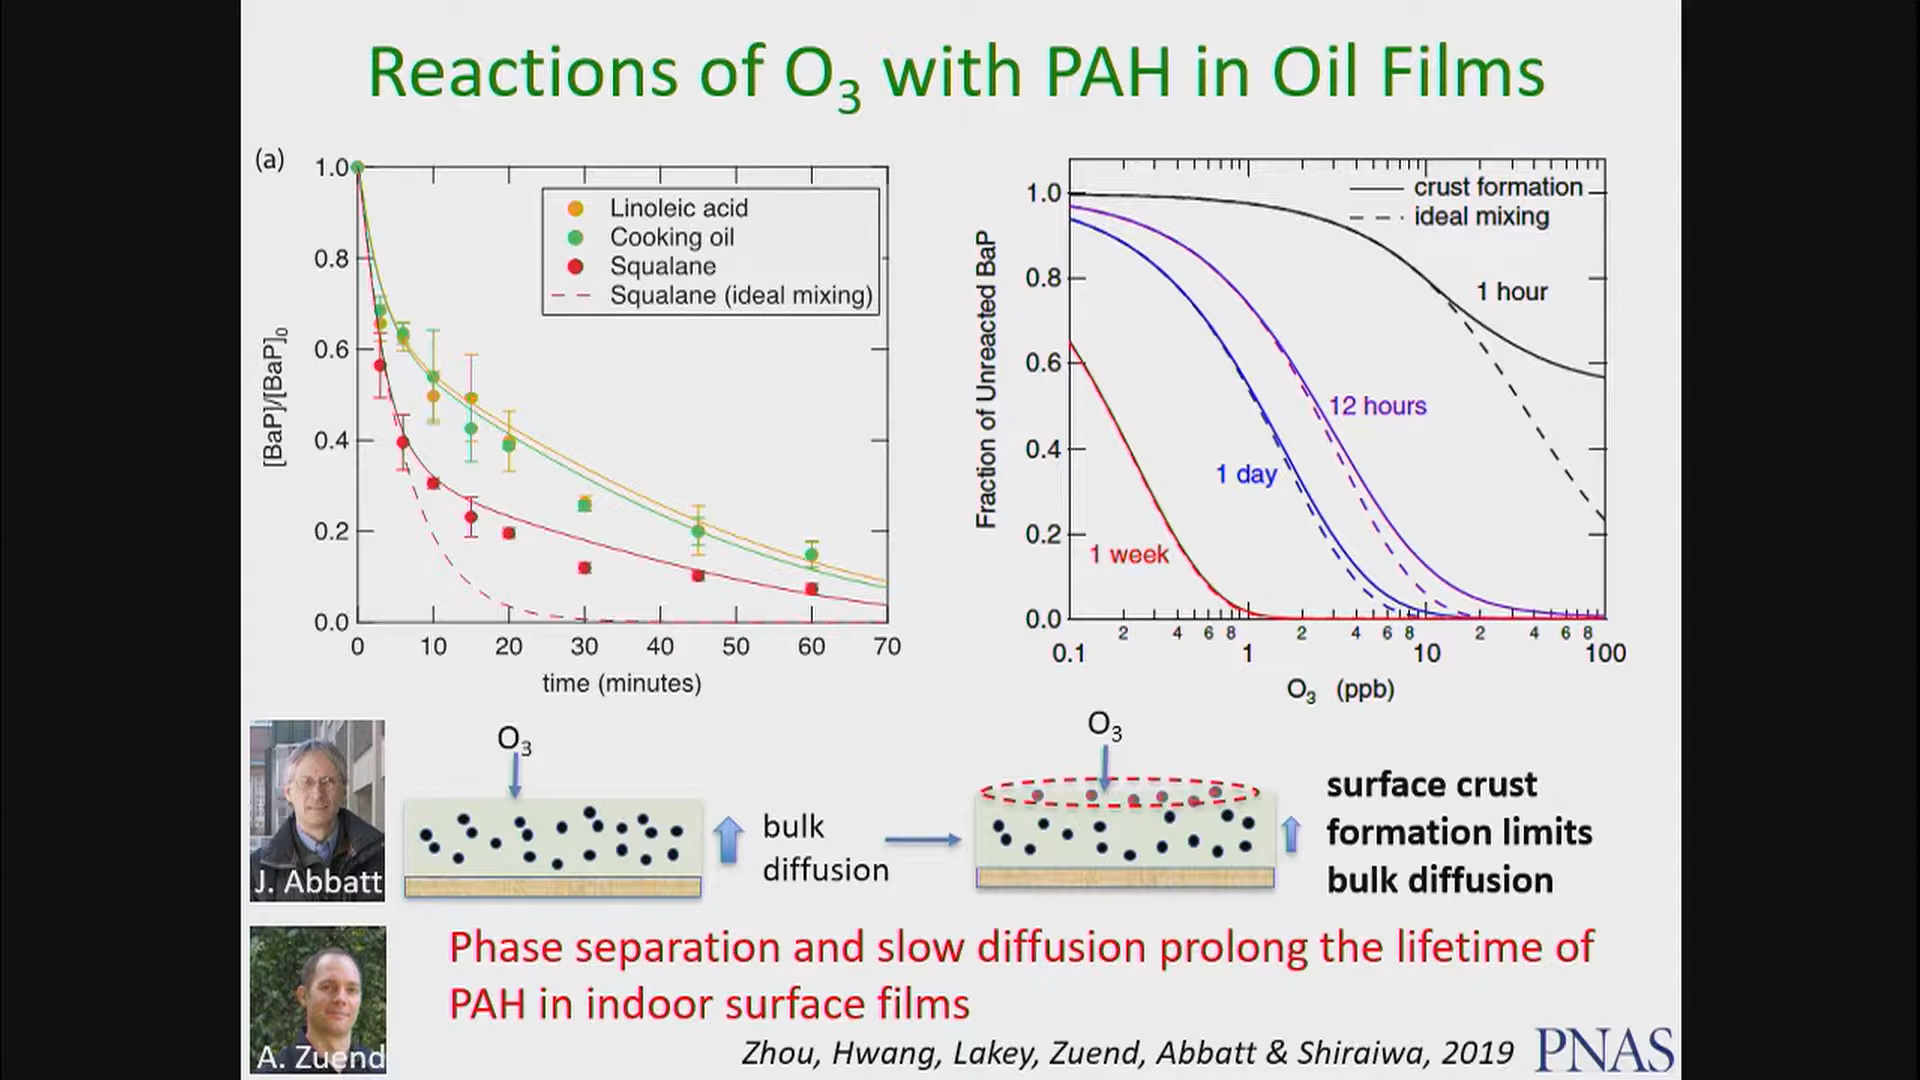 Reactions of O3 with PAH in Oil Films
(a)
1.0
0.8
0.6
0.4
0.2
0.0
[BaP]/[BaP]0
Linoleic acid
Cooking oil
Squalane
Squalane (ideal mixing)
0 10 20 30 40 50 60 70
time (minutes)
1.0
0.8
0.6
0.4
0.2
0.0
Fraction of Unreacted BaP
crust formation
ideal mixing
1 hour
12 hours
1 day
1 week
2 4 6 8 2 4 6 8 2 4 6 8
0.1 1 10 100
O3 (ppb)
J. Abbatt
O3
bulk
diffusion
O3
surface crust
formation limits
bulk diffusion
A. Zuend
Phase separation and slow diffusion prolong the lifetime of
PAH in indoor surface films
Zhou, Hwang, Lakey, Zuend, Abbatt & Shiraiwa, 2019 PNAS